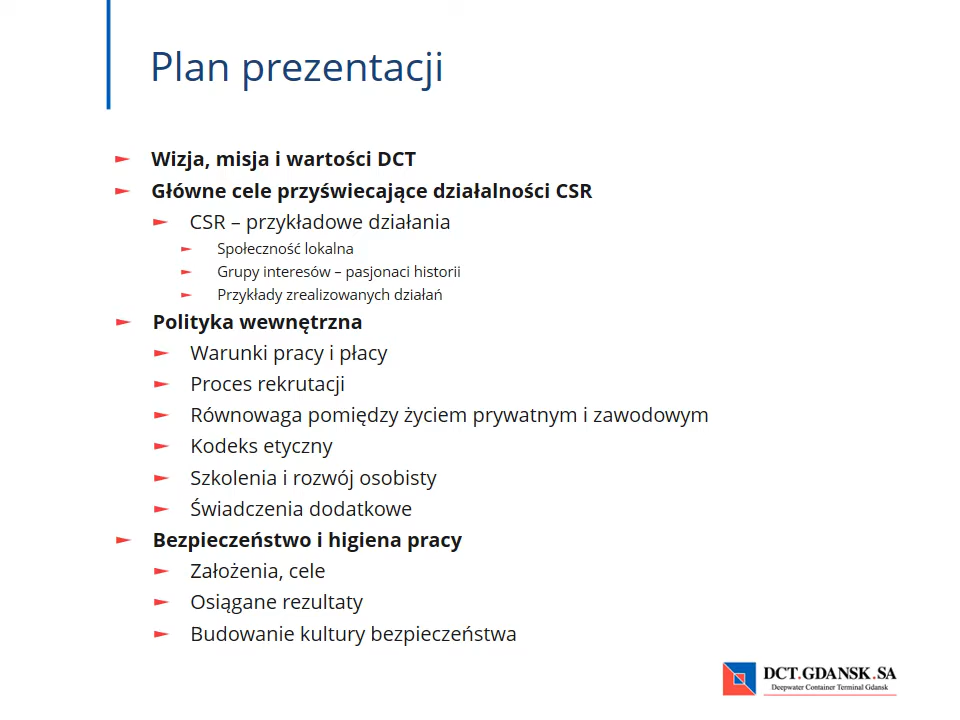 Plan prezentacji
Wizja, misja i wartości DCT
Główne cele przyświecające działalności CSR
CSR – przykładowe działania
Społeczność lokalna
Grupy interesów – pasjonaci historii
Przykłady zrealizowanych działań
Polityka wewnętrzna
Warunki pracy i płacy
Proces rekrutacji
Równowaga pomiędzy życiem prywatnym i zawodowym
Kodeks etyczny
Szkolenia i rozwój osobisty
Świadczenia dodatkowe
Bezpieczeństwo i higiena pracy
Założenia, cele
Osiągane rezultaty
Budowanie kultury bezpieczeństwa
DCT.GDANSK.SA
Deepwater Container Terminal Gdansk